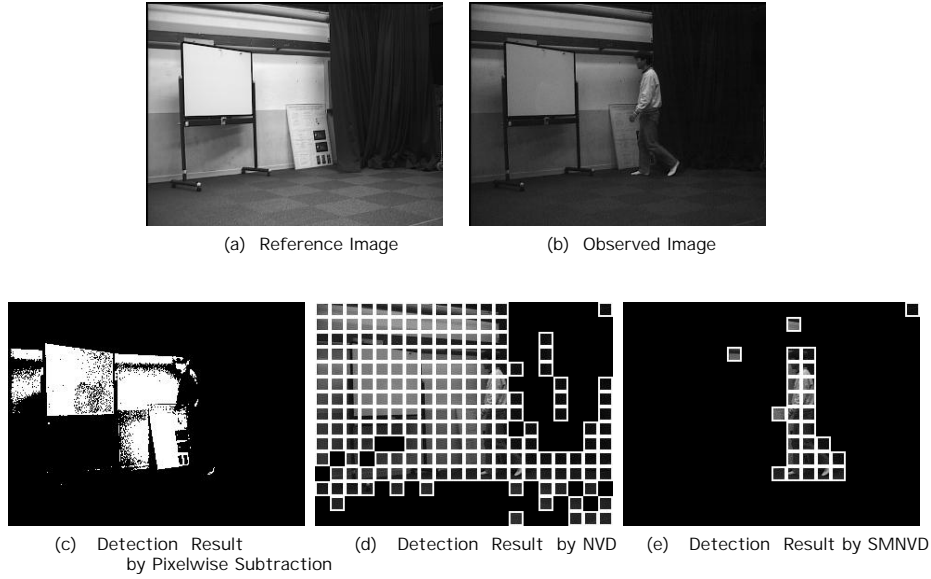 (a) Reference Image
(b) Observed Image
(c) Detection Result
by Pixelwise Subtraction
(d) Detection Result by NVD
(e) Detection Result by SMNVD